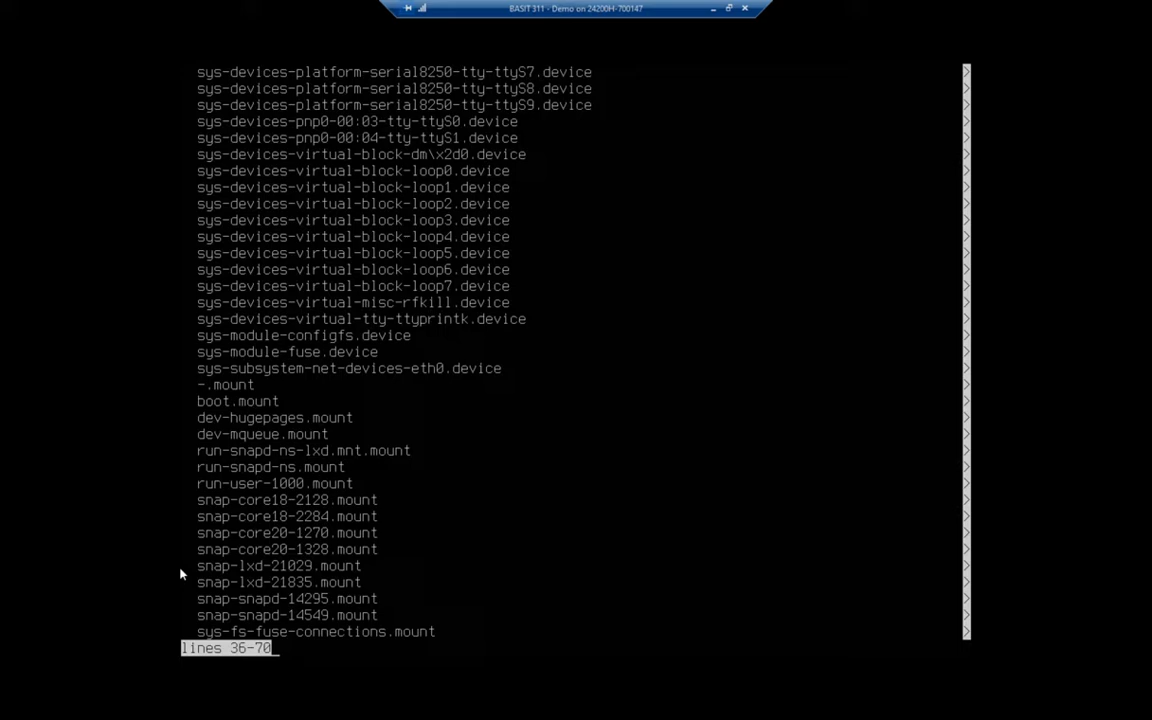 BASIT 311 - Demo on 24200H-700147
sys-devices-platform-serial8250-tty-ttyS7.device >
sys-devices-platform-serial8250-tty-ttyS8.device >
sys-devices-platform-serial8250-tty-ttyS9.device >
sys-devices-pnp0-00:03-tty-ttyS0.device >
sys-devices-pnp0-00:04-tty-ttyS1.device >
sys-devices-virtual-block-dm\x2d0.device >
sys-devices-virtual-block-loop0.device >
sys-devices-virtual-block-loop1.device >
sys-devices-virtual-block-loop2.device >
sys-devices-virtual-block-loop3.device >
sys-devices-virtual-block-loop4.device >
sys-devices-virtual-block-loop5.device >
sys-devices-virtual-block-loop6.device >
sys-devices-virtual-block-loop7.device >
sys-devices-virtual-misc-rfkill.device >
sys-devices-virtual-tty-ttyprintk.device >
sys-module-configfs.device >
sys-module-fuse.device >
sys-subsystem-net-devices-eth0.device >
-.mount >
boot.mount >
dev-hugepages.mount >
dev-mqueue.mount >
run-snapd-ns-lxd.mnt.mount >
run-snapd-ns.mount >
run-user-1000.mount >
snap-core18-2128.mount >
snap-core18-2284.mount >
snap-core20-1270.mount >
snap-core20-1328.mount >
snap-lxd-21029.mount >
snap-lxd-21835.mount >
snap-snapd-14295.mount >
snap-snapd-14549.mount >
sys-fs-fuse-connections.mount >
lines 36-70